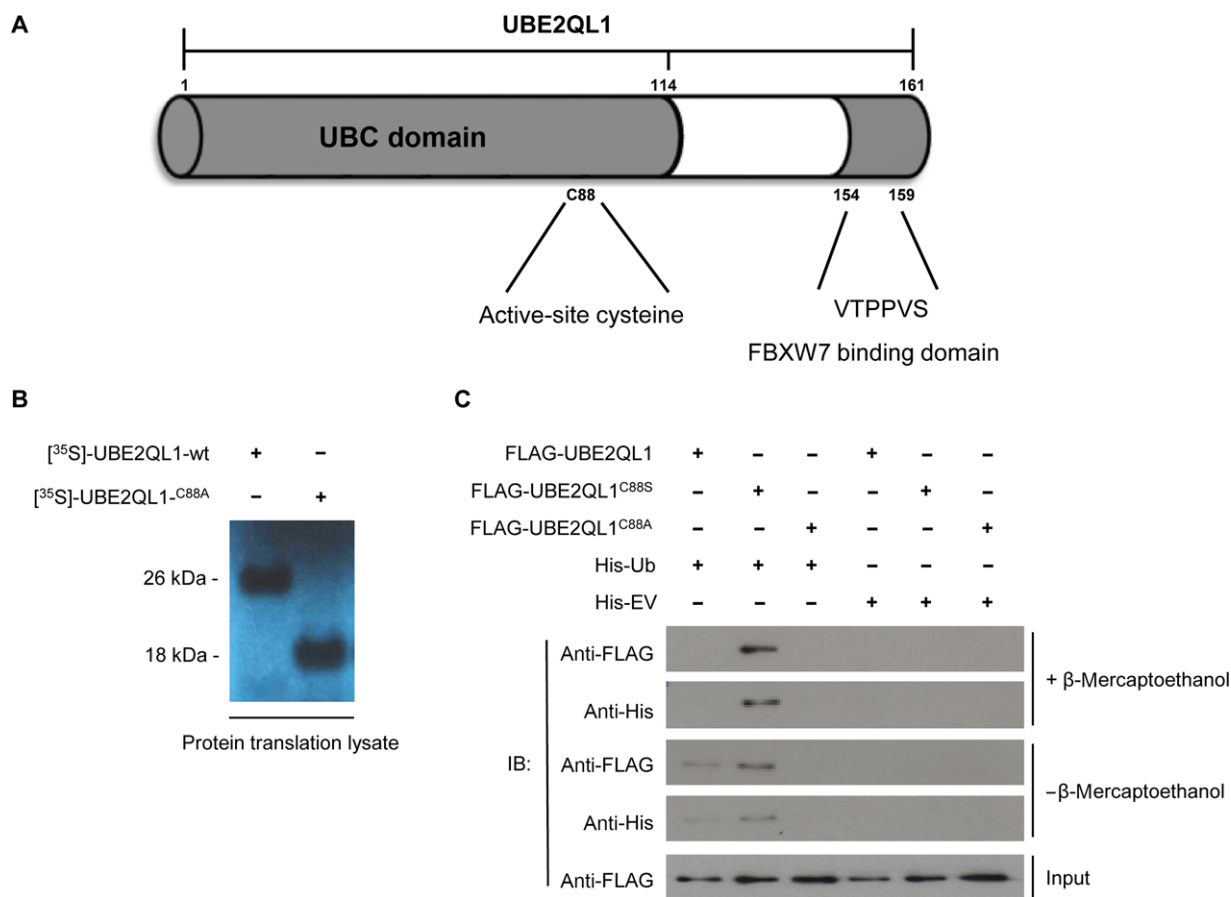 A
UBE2QL1
1 114 161
UBC domain
C88 154 159
Active-site cysteine
VTPPVS
FBXW7 binding domain
B
[³⁵S]-UBE2QL1-wt + –
[³⁵S]-UBE2QL1-ᶜ⁸⁸ᴬ – +
26 kDa -
18 kDa -
Protein translation lysate
C
FLAG-UBE2QL1 + – – + – –
FLAG-UBE2QL1ᶜ⁸⁸ˢ – + – – + –
FLAG-UBE2QL1ᶜ⁸⁸ᴬ – – + – – +
His-Ub + + + – – –
His-EV – – – + + +
IB:
Anti-FLAG
Anti-His
+ β-Mercaptoethanol
Anti-FLAG
Anti-His
–β-Mercaptoethanol
Anti-FLAG
Input